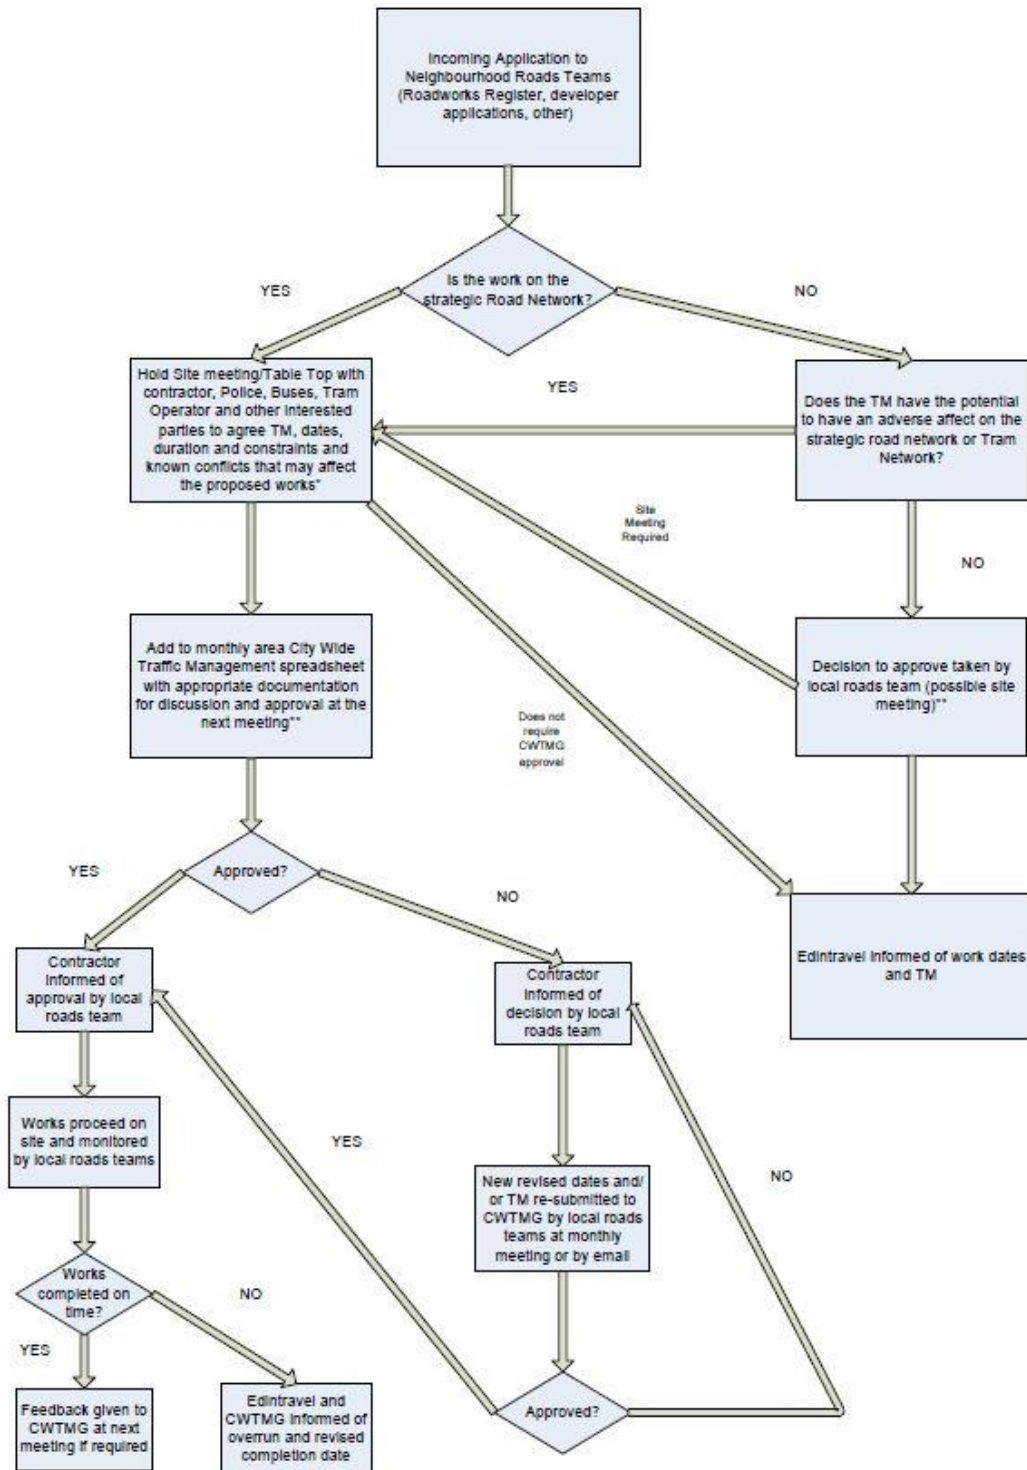 Incoming Application to
Neighbourhood Roads Teams
(Roadworks Register, developer
applications, other)
Is the work on the
strategic Road Network?
YES
NO
Hold Site meeting/Table Top with
contractor, Police, Buses, Tram
Operator and other interested
parties to agree TM, dates,
duration and constraints and
known conflicts that may affect
the proposed works*
YES
Does the TM have the potential
to have an adverse affect on the
strategic road network or Tram
Network?
Site
Meeting
Required
NO
Add to monthly area City Wide
Traffic Management spreadsheet
with appropriate documentation
for discussion and approval at the
next meeting**
Decision to approve taken by
local roads team (possible site
meeting)**
Does not
require
CWTMG
approval
Approved?
YES
NO
Edintravel informed of work dates
and TM
Contractor
informed of
approval by local
roads team
Contractor
informed of
decision by local
roads team
Works proceed on
site and monitored
by local roads teams
YES
New revised dates and/
or TM re-submitted to
CWTMG by local roads
teams at monthly
meeting or by email
NO
Works
completed on
time?
NO
YES
Feedback given to
CWTMG at next
meeting if required
Edintravel and
CWTMG informed of
overrun and revised
completion date
Approved?